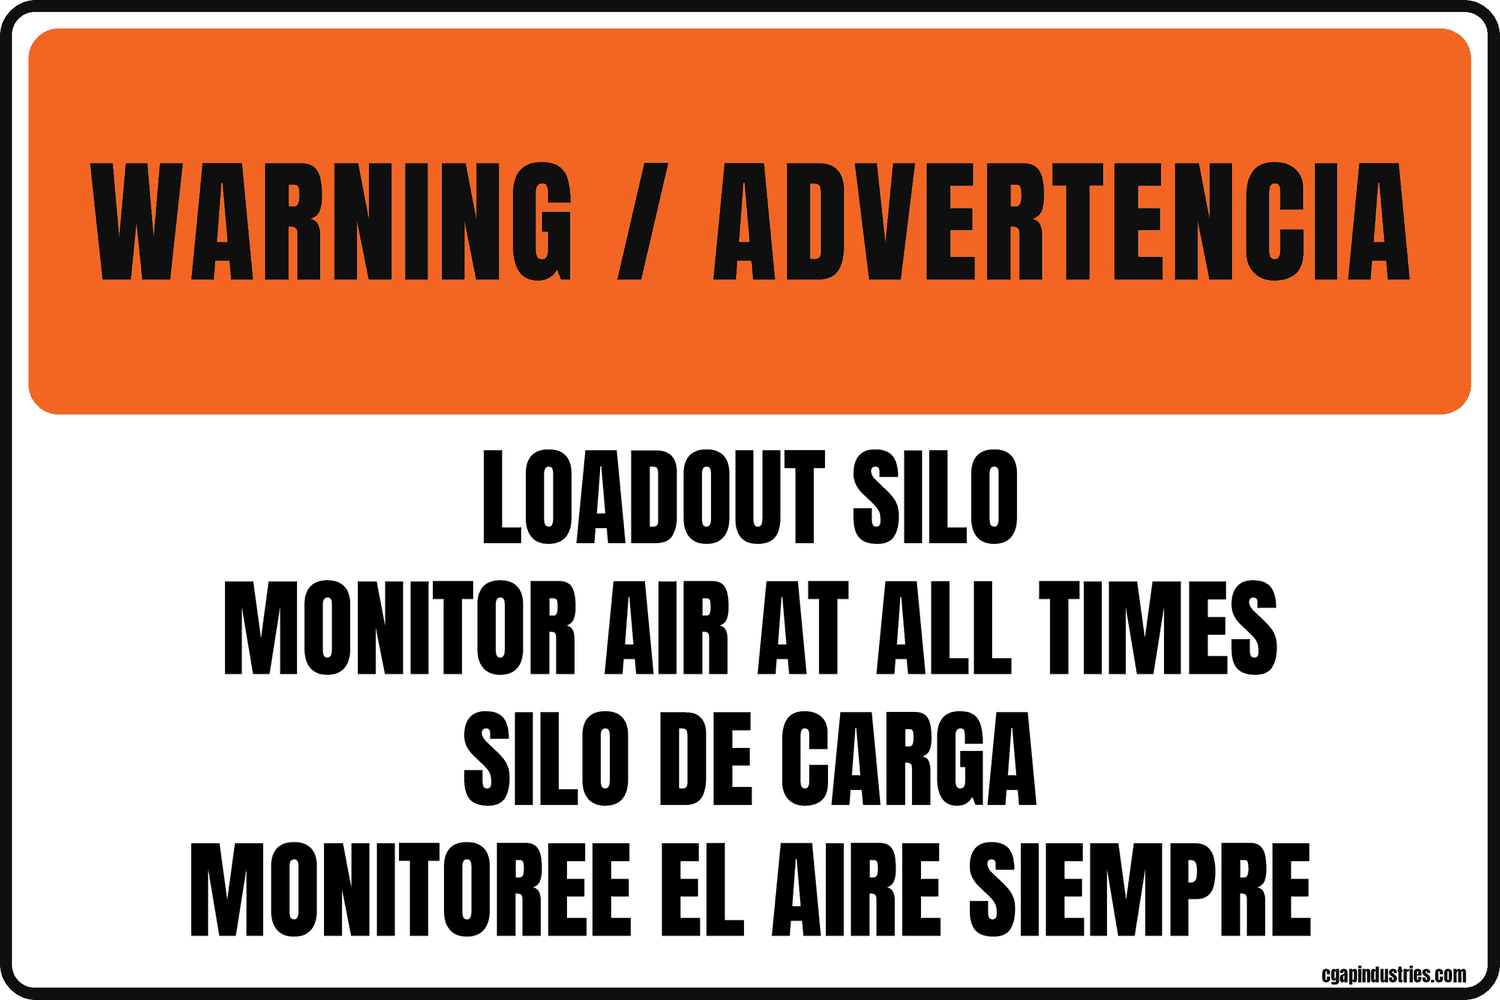 WARNING / ADVERTENCIA
LOADOUT SILO
MONITOR AIR AT ALL TIMES
SILO DE CARGA
MONITOREE EL AIRE SIEMPRE
cgapindustries.com